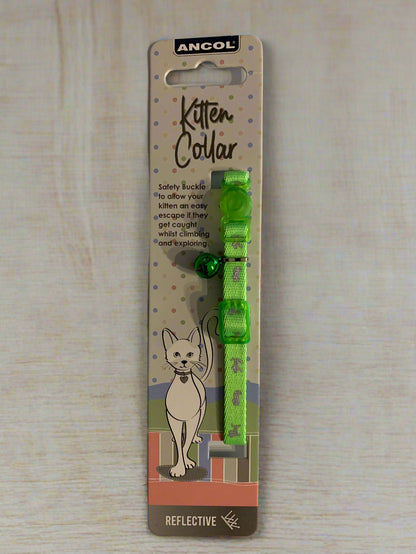 ANCOL
Kitten
Collar
Safety Buckle
to allow your
kitten an easy
escape if they
get caught
whilst climbing
and exploring.
REFLECTIVE